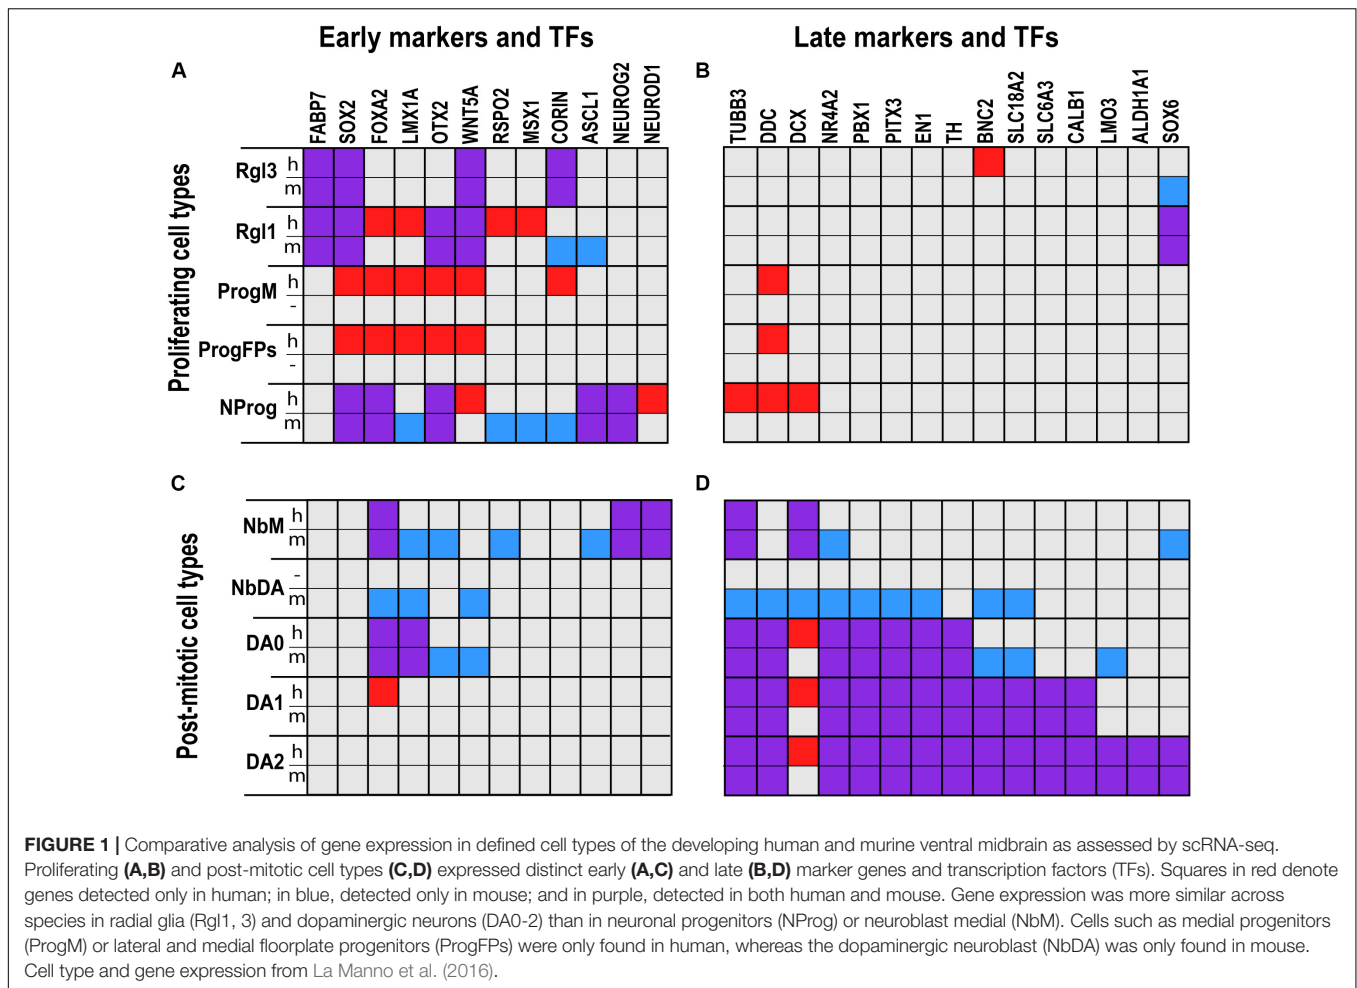 Early markers and TFs
Late markers and TFs
A
B
FABP7
SOX2
FOXA2
LMX1A
OTX2
WNT5A
RSPO2
MSX1
CORIN
ASCL1
NEUROG2
NEUROD1
TUBB3
DDC
DCX
NR4A2
PBX1
PITX3
EN1
TH
BNC2
SLC18A2
SLC6A3
CALB1
LMO3
ALDH1A1
SOX6
Proliferating cell types
Rgl3 h
m
Rgl1 h
m
ProgM h
-
ProgFPs h
-
NProg h
m
C
D
Post-mitotic cell types
NbM h
m
NbDA -
m
DA0 h
m
DA1 h
m
DA2 h
m
FIGURE 1 | Comparative analysis of gene expression in defined cell types of the developing human and murine ventral midbrain as assessed by scRNA-seq.
Proliferating (A,B) and post-mitotic cell types (C,D) expressed distinct early (A,C) and late (B,D) marker genes and transcription factors (TFs). Squares in red denote
genes detected only in human; in blue, detected only in mouse; and in purple, detected in both human and mouse. Gene expression was more similar across
species in radial glia (Rgl1, 3) and dopaminergic neurons (DA0-2) than in neuronal progenitors (NProg) or neuroblast medial (NbM). Cells such as medial progenitors
(ProgM) or lateral and medial floorplate progenitors (ProgFPs) were only found in human, whereas the dopaminergic neuroblast (NbDA) was only found in mouse.
Cell type and gene expression from La Manno et al. (2016).